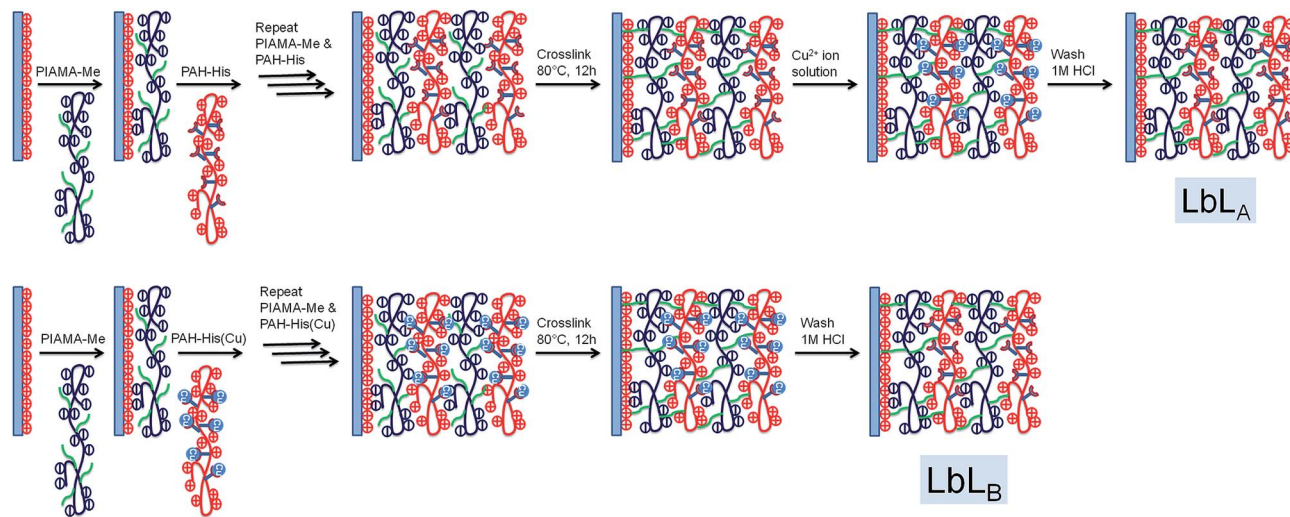 PIAMA-Me
PAH-His
Repeat
PIAMA-Me &
PAH-His
Crosslink
80°C, 12h
Cu²⁺ ion
solution
Wash
1M HCl
LbL_A
PIAMA-Me
PAH-His(Cu)
Repeat
PIAMA-Me &
PAH-His(Cu)
Crosslink
80°C, 12h
Wash
1M HCl
LbL_B